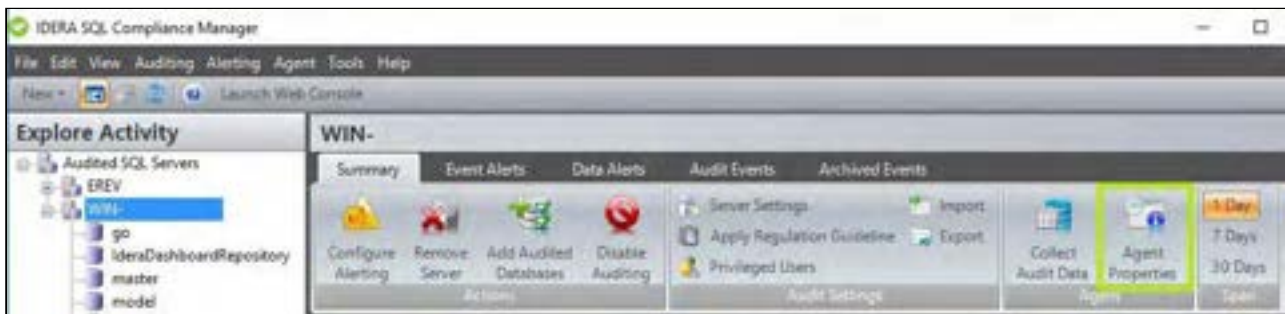 IDERA SQL Compliance Manager
File Edit View Auditing Alerting Agent Tools Help
New Launch Web Console
Explore Activity
WIN-
Audited SQL Servers
EREV
WIN-
go
IderaDashboardRepository
master
model
Summary Event Alerts Data Alerts Audit Events Archived Events
Configure Alerting
Remove Server
Add Audited Databases
Disable Auditing
Actions
Server Settings
Apply Regulation Guideline
Privileged Users
Import
Export
Audit Settings
Collect Audit Data
Agent Properties
Agent
1 Day
7 Days
30 Days
Span